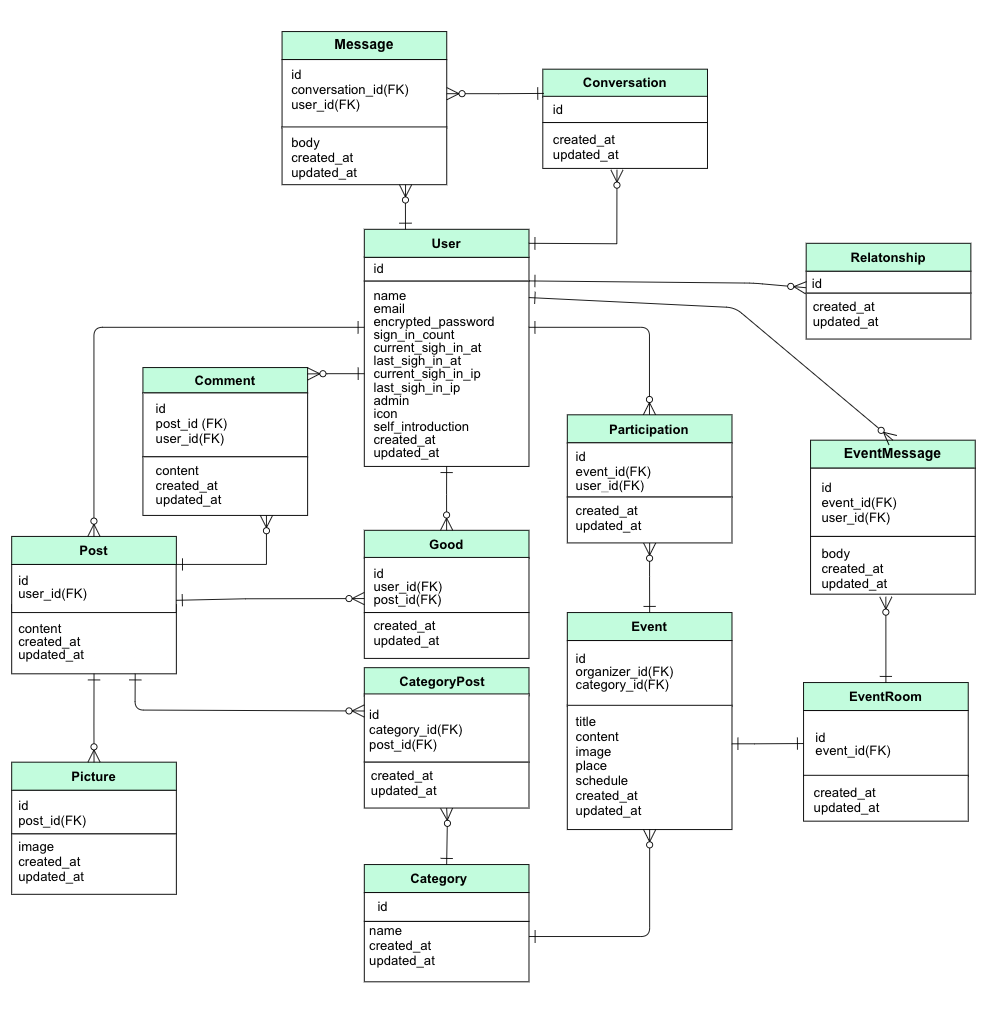 Message
id
conversation_id(FK)
user_id(FK)
body
created_at
updated_at
Conversation
id
created_at
updated_at
User
id
name
email
encrypted_password
sign_in_count
current_sigh_in_at
last_sigh_in_at
current_sigh_in_ip
last_sigh_in_ip
admin
icon
self_introduction
created_at
updated_at
Relatonship
id
created_at
updated_at
Comment
id
post_id (FK)
user_id(FK)
content
created_at
updated_at
Participation
id
event_id(FK)
user_id(FK)
created_at
updated_at
EventMessage
id
event_id(FK)
user_id(FK)
body
created_at
updated_at
Post
id
user_id(FK)
content
created_at
updated_at
Good
id
user_id(FK)
post_id(FK)
created_at
updated_at
Event
id
organizer_id(FK)
category_id(FK)
title
content
image
place
schedule
created_at
updated_at
CategoryPost
id
category_id(FK)
post_id(FK)
created_at
updated_at
EventRoom
id
event_id(FK)
created_at
updated_at
Picture
id
post_id(FK)
image
created_at
updated_at
Category
id
name
created_at
updated_at